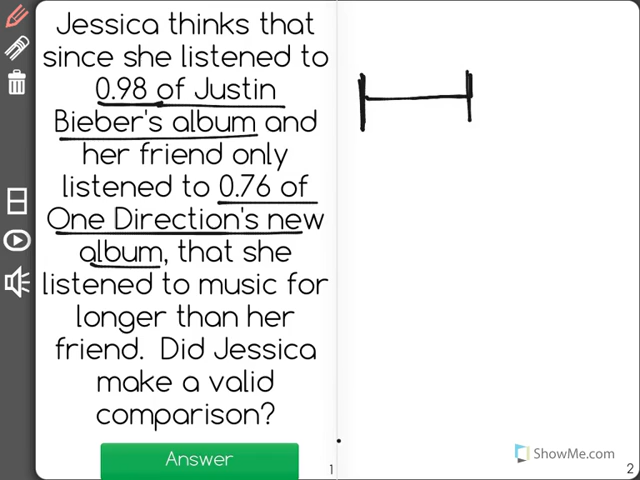 Jessica thinks that
since she listened to
0.98 of Justin
Bieber's album and
her friend only
listened to 0.76 of
One Direction's new
album, that she
listened to music for
longer than her
friend. Did Jessica
make a valid
comparison?
Answer
1
ShowMe.com
2